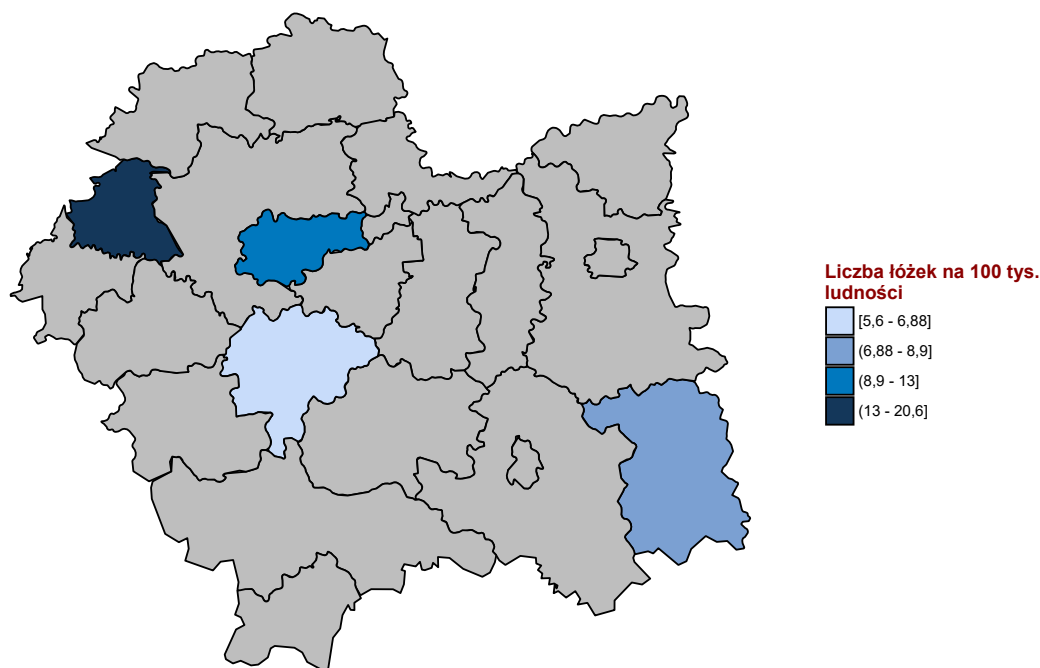 Liczba łóżek na 100 tys.
ludności
[5,6 - 6,88]
(6,88 - 8,9]
(8,9 - 13]
(13 - 20,6]